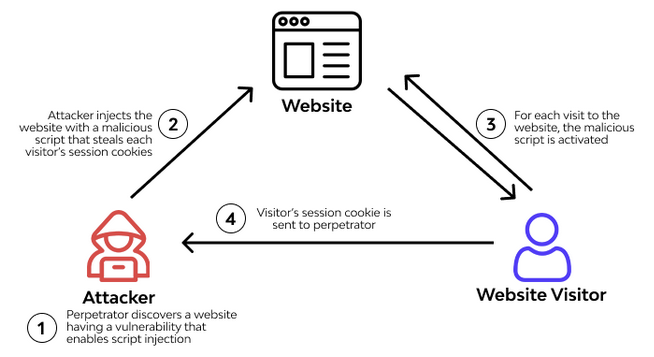 Website
Attacker injects the
website with a malicious
script that steals each
visitor's session cookies
2
3
For each visit to the
website, the malicious
script is activated
4
Visitor's session cookie is
sent to perpetrator
Attacker
Website Visitor
1
Perpetrator discovers a website
having a vulnerability that
enables script injection